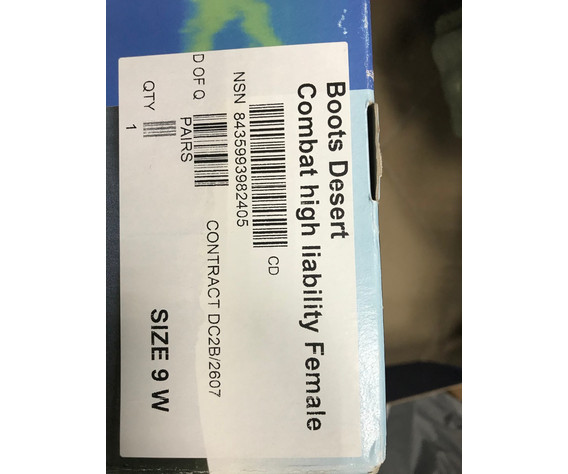 Boots Desert
Combat high liability Female
NSN 8435993982405
CD
D OF Q
PAIRS
CONTRACT DC2B/2607
QTY
1
SIZE 9 W